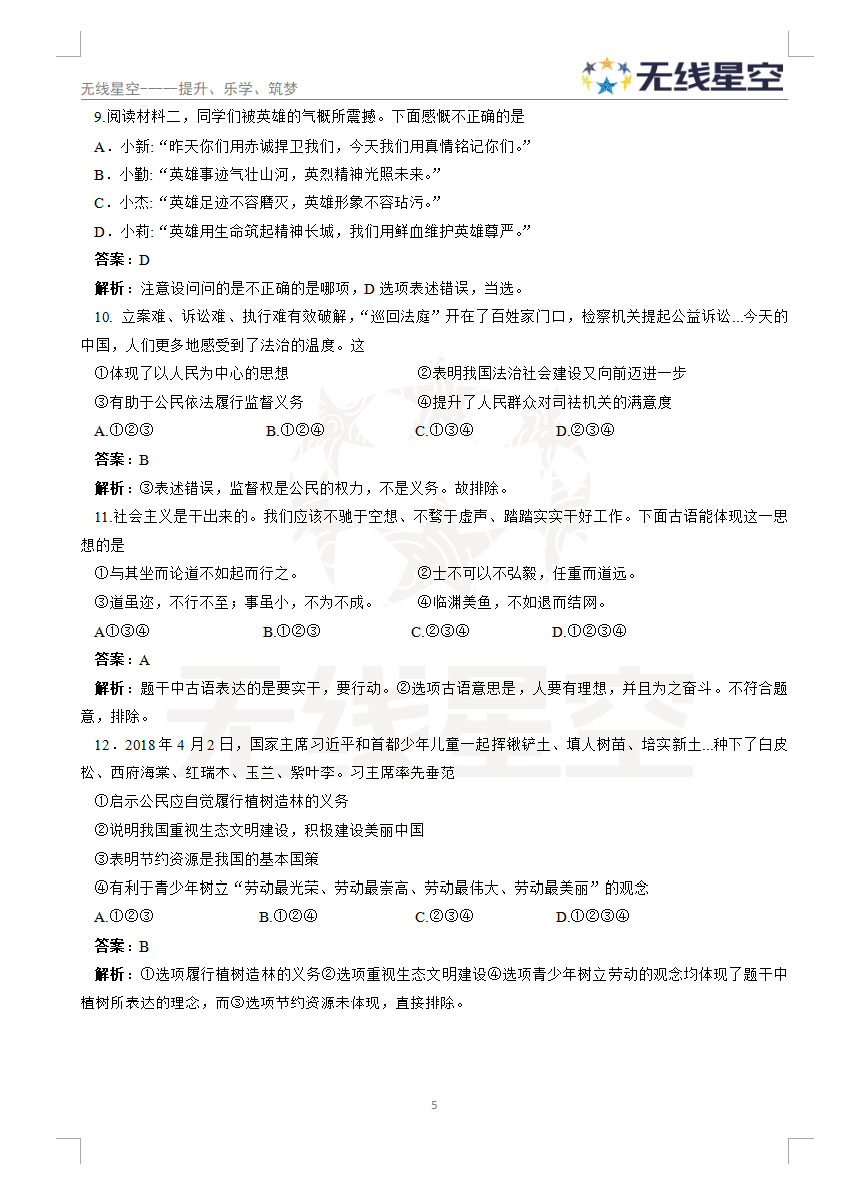 无线星空-----提升、乐学、筑梦
无线星空
9.阅读材料二，同学们被英雄的气概所震撼。下面感慨不正确的是
A．小新:“昨天你们用赤诚捍卫我们，今天我们用真情铭记你们。”
B．小勤:“英雄事迹气壮山河，英烈精神光照未来。”
C．小杰:“英雄足迹不容磨灭，英雄形象不容玷污。”
D．小莉:“英雄用生命筑起精神长城，我们用鲜血维护英雄尊严。”
答案：D
解析：注意设问问的是不正确的是哪项，D 选项表述错误，当选。
10. 立案难、诉讼难、执行难有效破解，“巡回法庭”开在了百姓家门口，检察机关提起公益诉讼...今天的
中国，人们更多地感受到了法治的温度。这
①体现了以人民为中心的思想 ②表明我国法治社会建设又向前迈进一步
③有助于公民依法履行监督义务 ④提升了人民群众对司祛机关的满意度
A.①②③ B.①②④ C.①③④ D.②③④
答案：B
解析：③表述错误，监督权是公民的权力，不是义务。故排除。
11.社会主义是干出来的。我们应该不驰于空想、不骛于虚声、踏踏实实干好工作。下面古语能体现这一思
想的是
①与其坐而论道不如起而行之。 ②士不可以不弘毅，任重而道远。
③道虽迩，不行不至；事虽小，不为不成。 ④临渊美鱼，不如退而结网。
A①③④ B.①②③ C.②③④ D.①②③④
答案：A
解析：题干中古语表达的是要实干，要行动。②选项古语意思是，人要有理想，并且为之奋斗。不符合题
意，排除。
12．2018 年 4 月 2 日，国家主席习近平和首都少年儿童一起挥锹铲土、填人树苗、培实新土...种下了白皮
松、西府海棠、红瑞木、玉兰、紫叶李。习主席率先垂范
①启示公民应自觉履行植树造林的义务
②说明我国重视生态文明建设，积极建设美丽中国
③表明节约资源是我国的基本国策
④有利于青少年树立“劳动最光荣、劳动最崇高、劳动最伟大、劳动最美丽”的观念
A.①②③ B.①②④ C.②③④ D.①②③④
答案：B
解析：①选项履行植树造林的义务②选项重视生态文明建设④选项青少年树立劳动的观念均体现了题干中
植树所表达的理念，而③选项节约资源未体现，直接排除。
无线星空
5